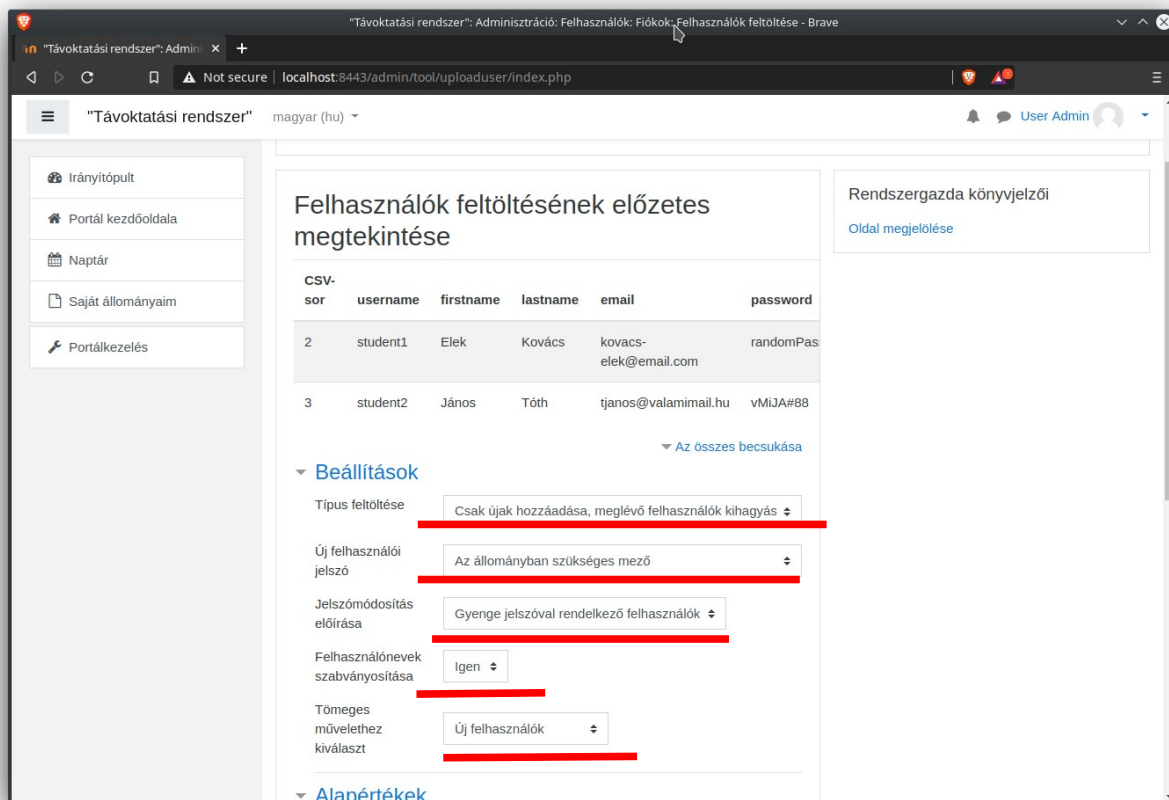 "Távoktatási rendszer": Adminisztráció: Felhasználók: Fiókok: Felhasználók feltöltése - Brave
"Távoktatási rendszer": Admini
Not secure | localhost:8443/admin/tool/uploaduser/index.php
"Távoktatási rendszer" magyar (hu) User Admin
Irányítópult
Portál kezdőoldala
Naptár
Saját állományaim
Portálkezelés
Felhasználók feltöltésének előzetes
megtekintése
CSV-
sor username firstname lastname email password
2 student1 Elek Kovács kovacs-
elek@email.com randomPas
3 student2 János Tóth tjanos@valamimail.hu vMiJA#88
Az összes becsukása
Beállítások
Típus feltöltése Csak újak hozzáadása, meglévő felhasználók kihagyás
Új felhasználói
jelszó Az állományban szükséges mező
Jelszómódosítás
előírása Gyenge jelszóval rendelkező felhasználók
Felhasználónevek
szabványosítása Igen
Tömeges
művelethez
kiválaszt Új felhasználók
Alapértékek
Rendszergazda könyvjelzői
Oldal megjelölése